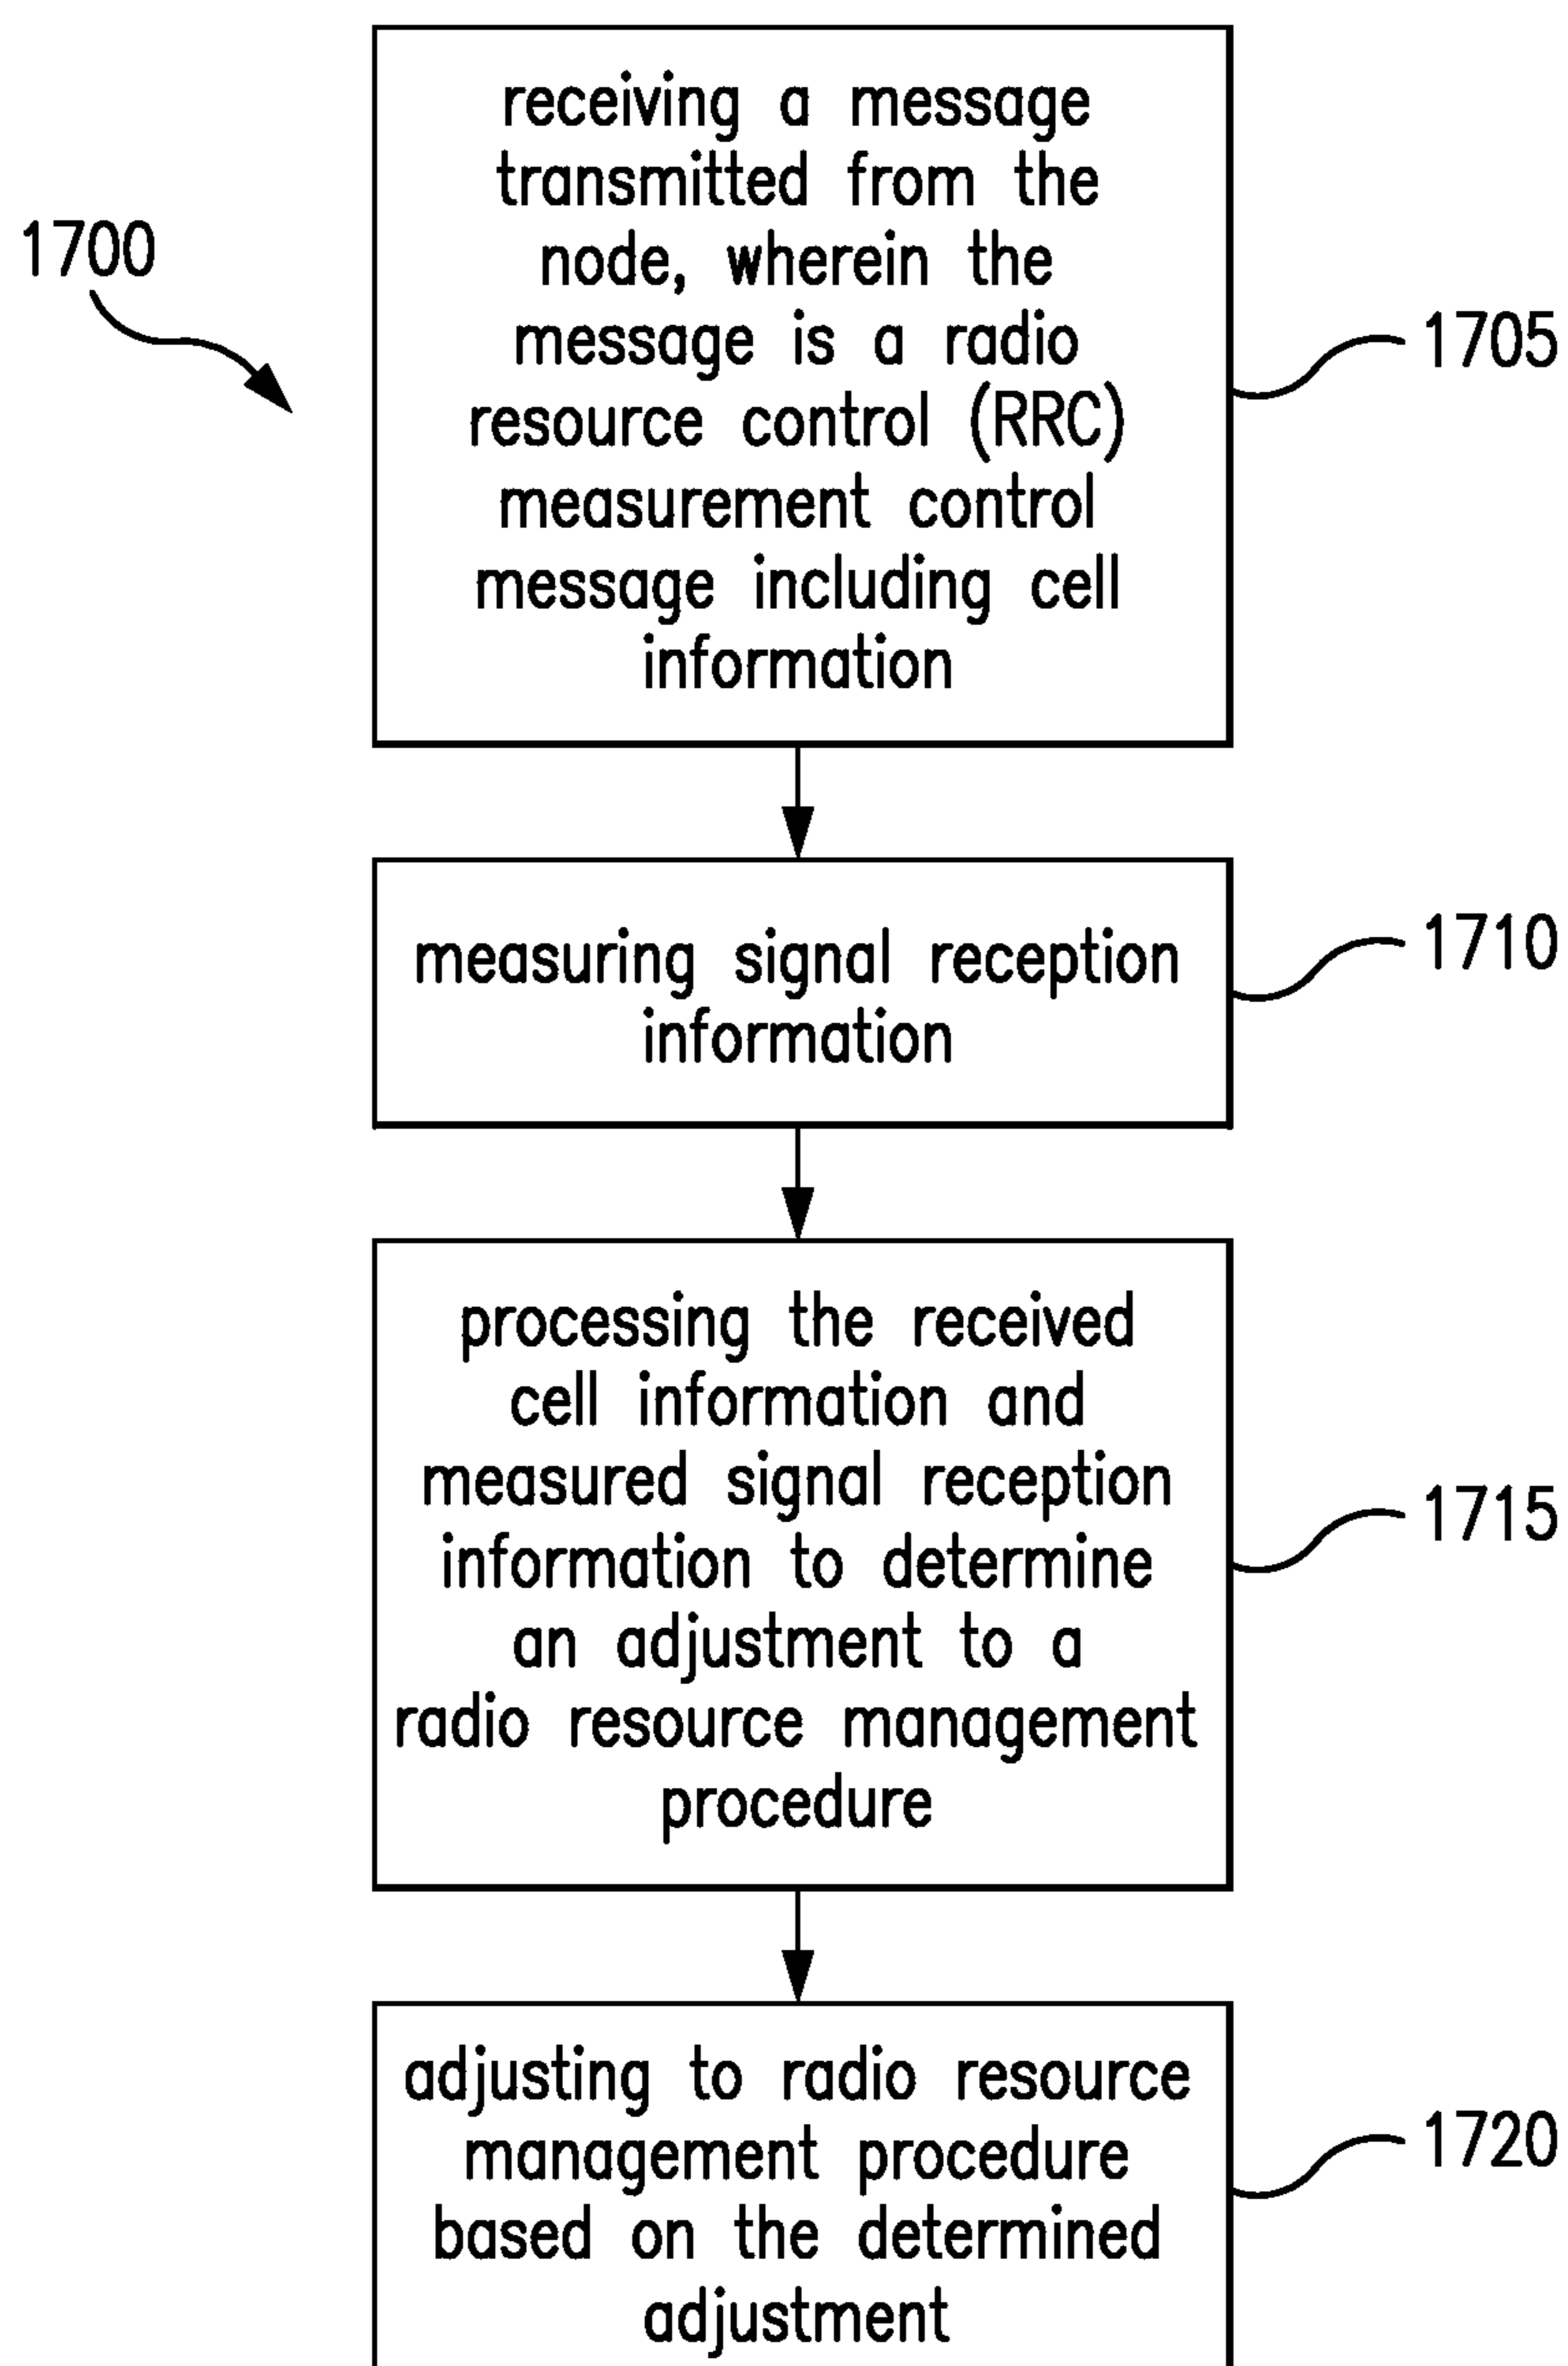 1700
receiving a message
transmitted from the
node, wherein the
message is a radio
resource control (RRC)
measurement control
message including cell
information
1705
measuring signal reception
information
1710
processing the received
cell information and
measured signal reception
information to determine
an adjustment to a
radio resource management
procedure
1715
adjusting to radio resource
management procedure
based on the determined
adjustment
1720